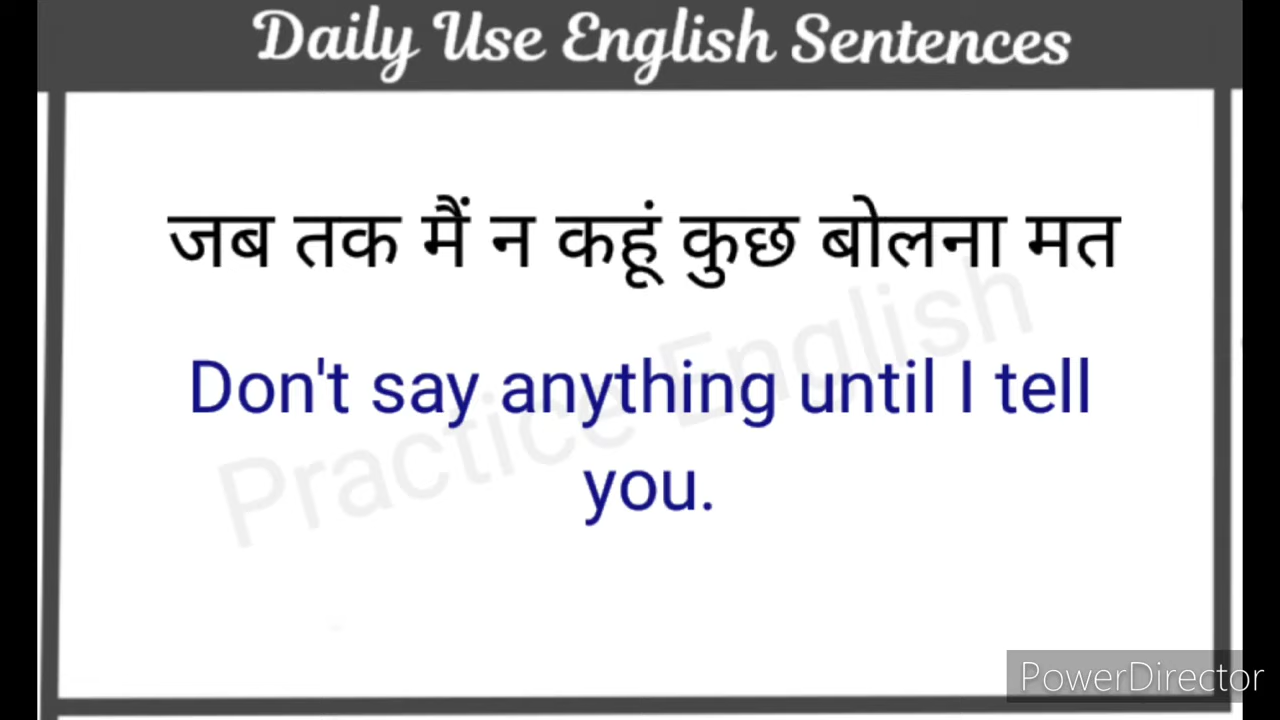 Daily Use English Sentences
जब तक मैं न कहूं कुछ बोलना मत
Don't say anything until I tell
you.
Practice English
PowerDirector